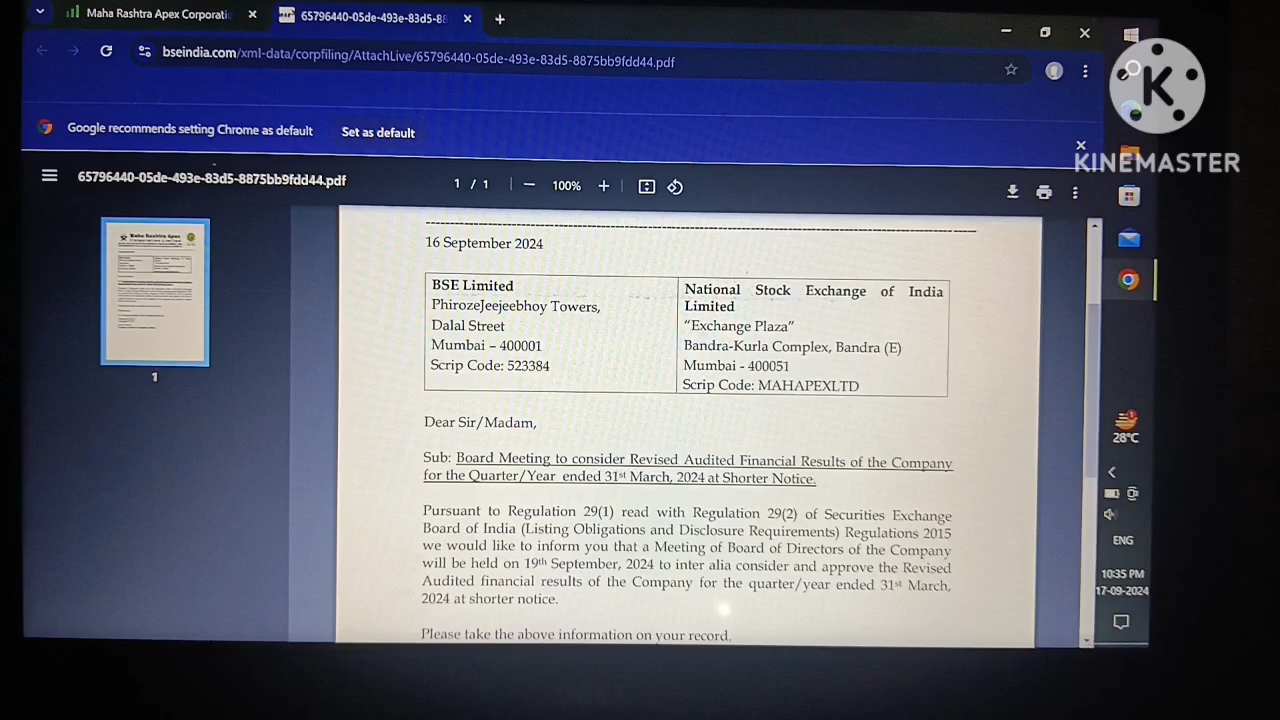 Maha Rashtra Apex Corporati
65796440-05de-493e-83d5-88
bseindia.com/xml-data/corpfiling/AttachLive/65796440-05de-493e-83d5-8875bb9fdd44.pdf
Google recommends setting Chrome as default
Set as default
KINEMASTER
65796440-05de-493e-83d5-8875bb9fdd44.pdf
1 / 1
100%
Maha Rashtra Apex
Corporation Limited
1
16 September 2024
BSE Limited
PhirozeJeejeebhoy Towers,
Dalal Street
Mumbai – 400001
Scrip Code: 523384
National Stock Exchange of India
Limited
“Exchange Plaza”
Bandra-Kurla Complex, Bandra (E)
Mumbai - 400051
Scrip Code: MAHAPEXLTD
Dear Sir/Madam,
Sub: Board Meeting to consider Revised Audited Financial Results of the Company
for the Quarter/Year ended 31st March, 2024 at Shorter Notice.
Pursuant to Regulation 29(1) read with Regulation 29(2) of Securities Exchange
Board of India (Listing Obligations and Disclosure Requirements) Regulations 2015
we would like to inform you that a Meeting of Board of Directors of the Company
will be held on 19th September, 2024 to inter alia consider and approve the Revised
Audited financial results of the Company for the quarter/year ended 31st March,
2024 at shorter notice.
Please take the above information on your record.
1
28°C
ENG
10:35 PM
17-09-2024
K